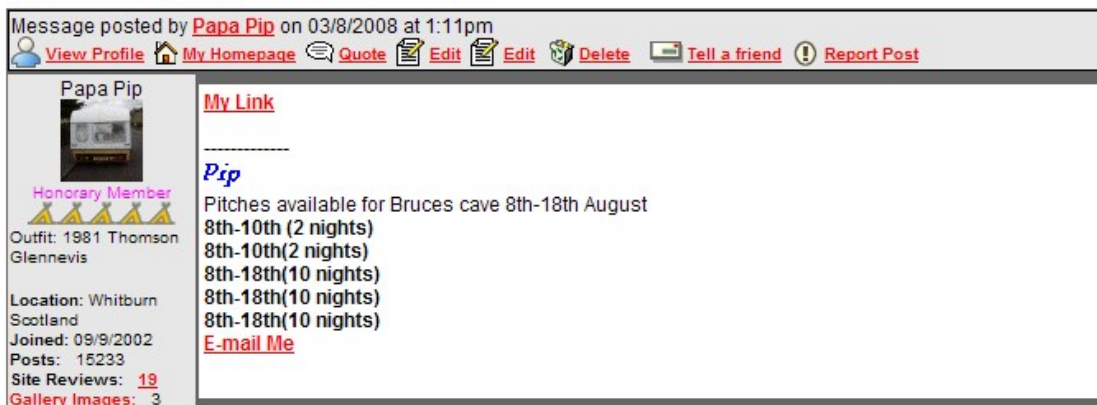 Message posted by Papa Pip on 03/8/2008 at 1:11pm
View Profile My Homepage Quote Edit Edit Delete Tell a friend Report Post
Papa Pip
Honorary Member
Outfit: 1981 Thomson
Glennevis
Location: Whitburn
Scotland
Joined: 09/9/2002
Posts: 15233
Site Reviews: 19
Gallery Images: 3
My Link
-------------
Pip
Pitches available for Bruces cave 8th-18th August
8th-10th (2 nights)
8th-10th(2 nights)
8th-18th(10 nights)
8th-18th(10 nights)
8th-18th(10 nights)
E-mail Me